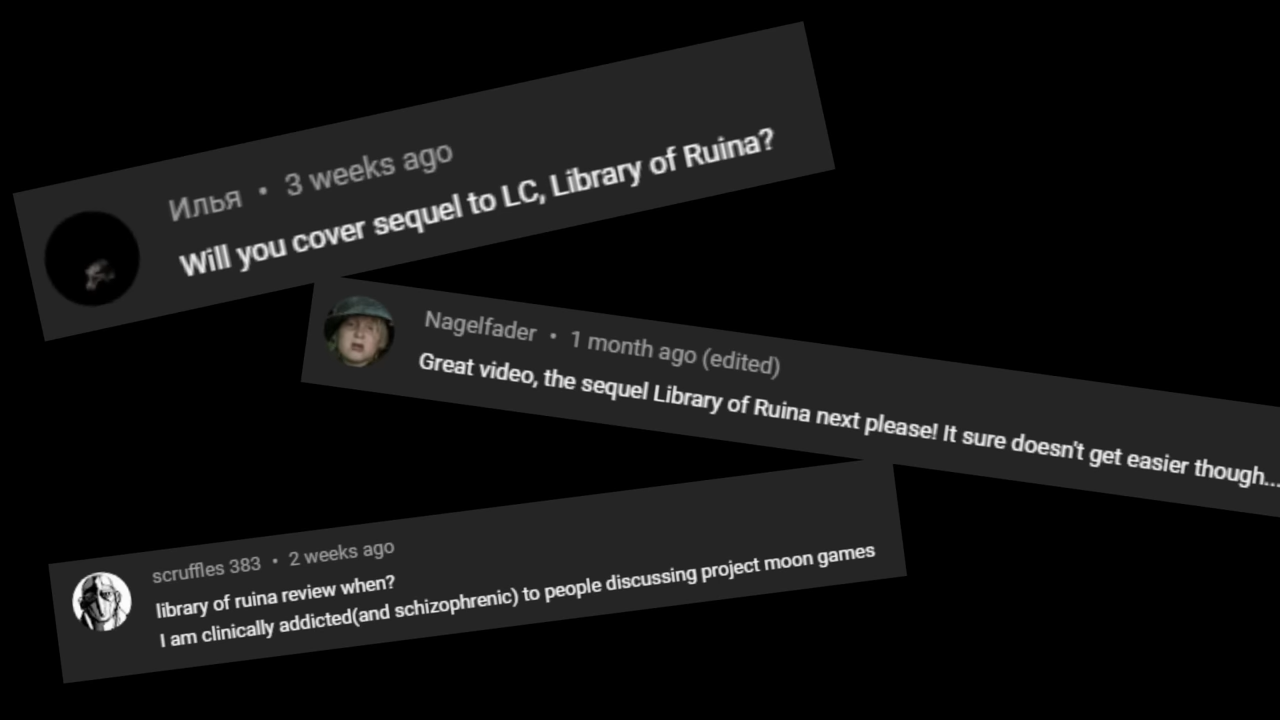 Илья • 3 weeks ago
Will you cover sequel to LC, Library of Ruina?
Nagelfader • 1 month ago (edited)
Great video, the sequel Library of Ruina next please! It sure doesn't get easier though...
scruffles 383 • 2 weeks ago
library of ruina review when?
I am clinically addicted(and schizophrenic) to people discussing project moon games